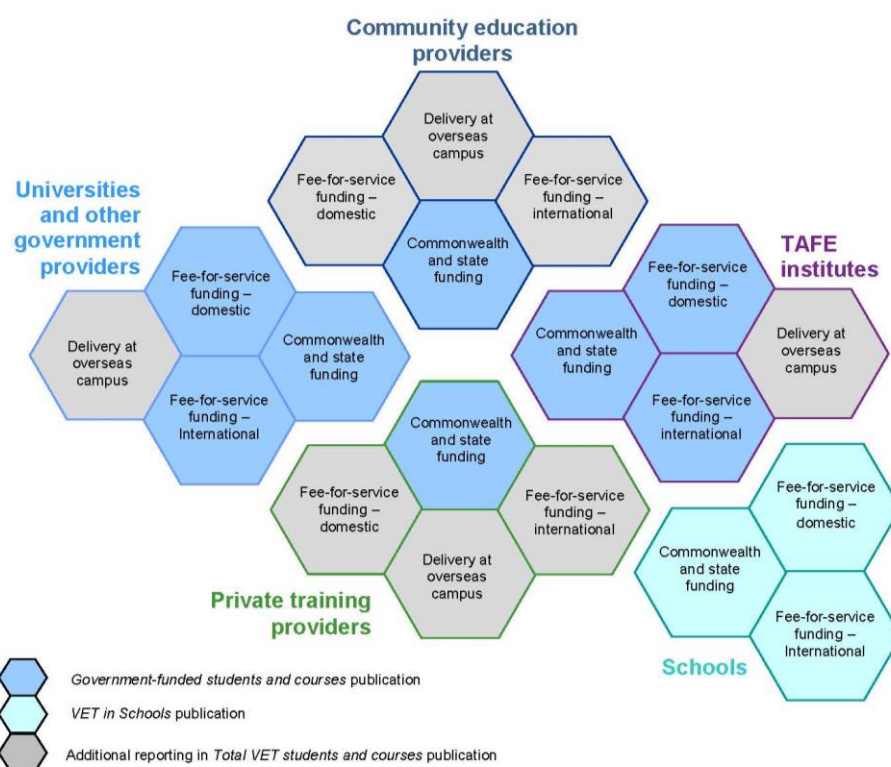 Community education
providers
Delivery at
overseas
campus
Fee-for-service
funding –
domestic
Fee-for-service
funding –
international
Commonwealth
and state
funding
Universities
and other
government
providers
Fee-for-service
funding –
domestic
Delivery at
overseas
campus
Commonwealth
and state
funding
Fee-for-service
funding –
International
TAFE
institutes
Fee-for-service
funding –
domestic
Commonwealth
and state
funding
Delivery at
overseas
campus
Fee-for-service
funding –
international
Commonwealth
and state
funding
Fee-for-service
funding –
domestic
Fee-for-service
funding –
international
Delivery at
overseas
campus
Private training
providers
Fee-for-service
funding –
domestic
Commonwealth
and state
funding
Fee-for-service
funding –
International
Schools
Government-funded students and courses publication
VET in Schools publication
Additional reporting in Total VET students and courses publication